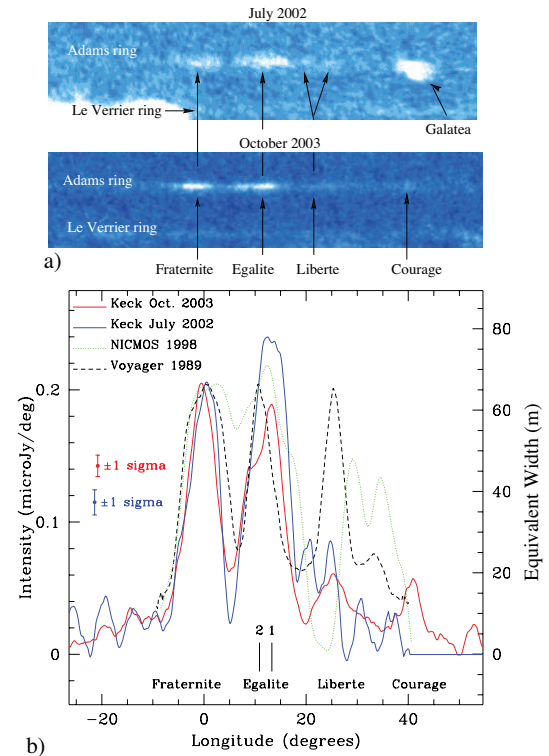 July 2002
Adams ring
Le Verrier ring
Galatea
October 2003
Adams ring
Le Verrier ring
a)
Fraternite Egalite Liberte Courage
Keck Oct. 2003
Keck July 2002
NICMOS 1998
Voyager 1989
80
60
40
20
0
Equivalent Width (m)
0.2
0.1
0
Intensity (microJy/deg)
±1 sigma
±1 sigma
2 1
Fraternite Egalite Liberte Courage
−20 0 20 40
Longitude (degrees)
b)